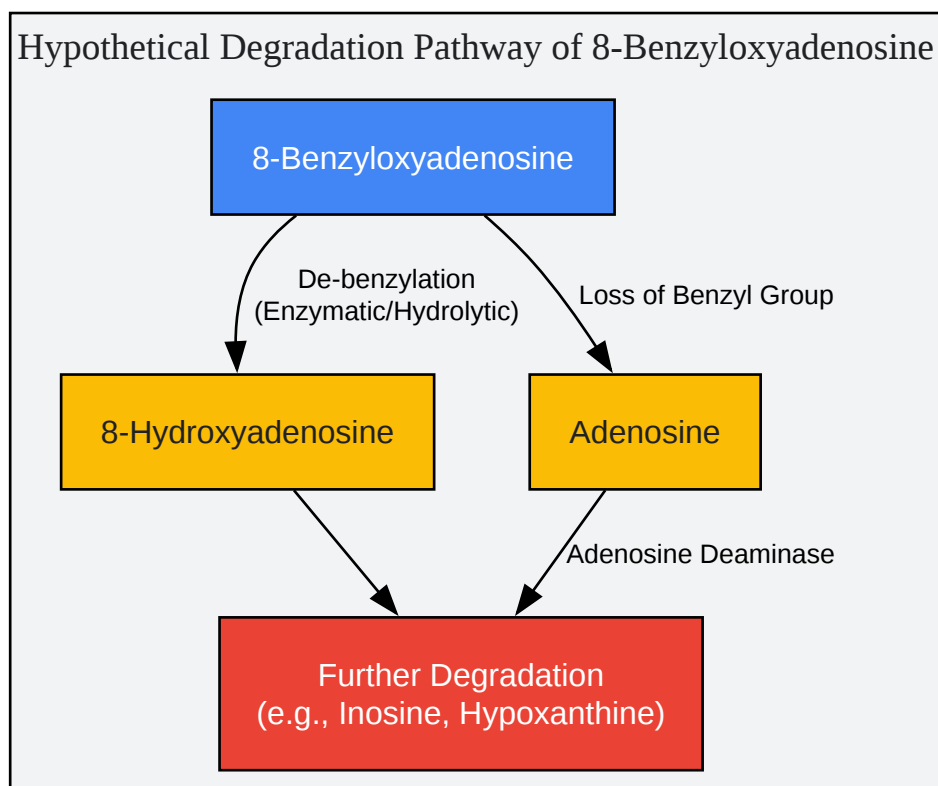 Hypothetical Degradation Pathway of 8-Benzyloxyadenosine
8-Benzyloxyadenosine
De-benzylation
(Enzymatic/Hydrolytic)
Loss of Benzyl Group
8-Hydroxyadenosine
Adenosine
Adenosine Deaminase
Further Degradation
(e.g., Inosine, Hypoxanthine)